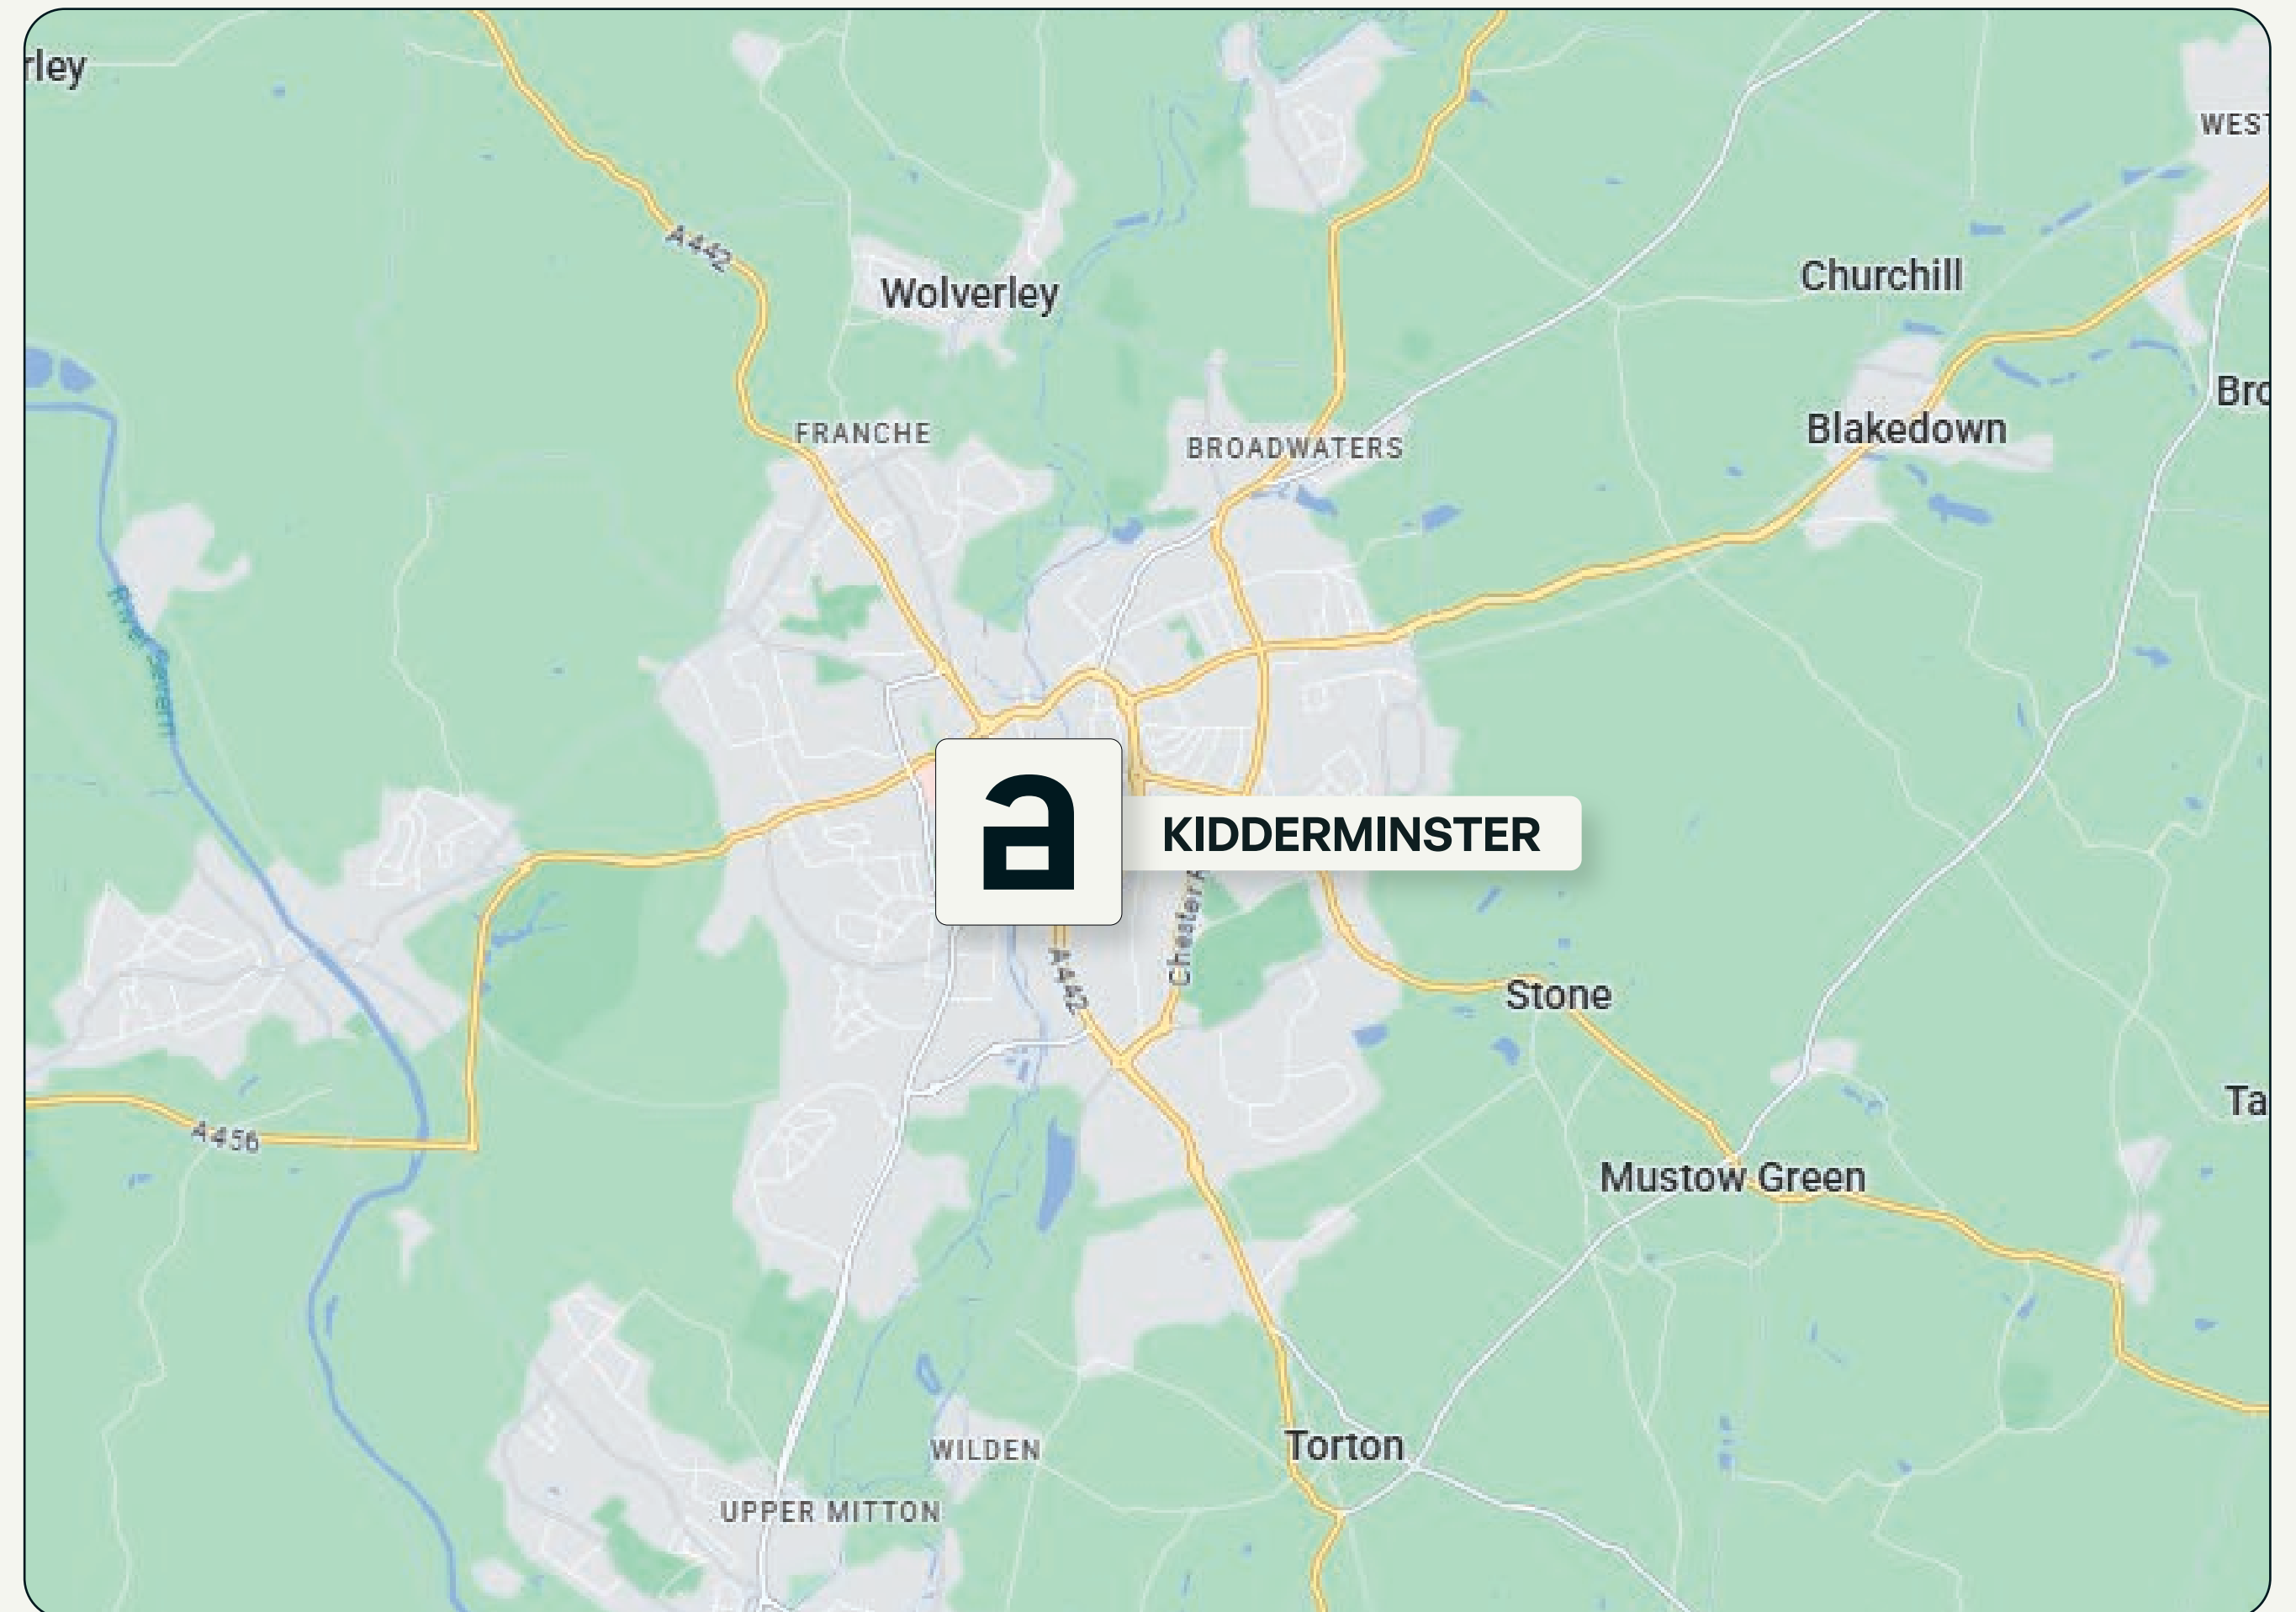 rley
WEST
A442
Wolverley
Churchill
Bro
FRANCHE
BROADWATERS
Blakedown
River Severn
a
KIDDERMINSTER
Chester
A442
Stone
Ta
A456
Mustow Green
Torton
WILDEN
UPPER MITTON